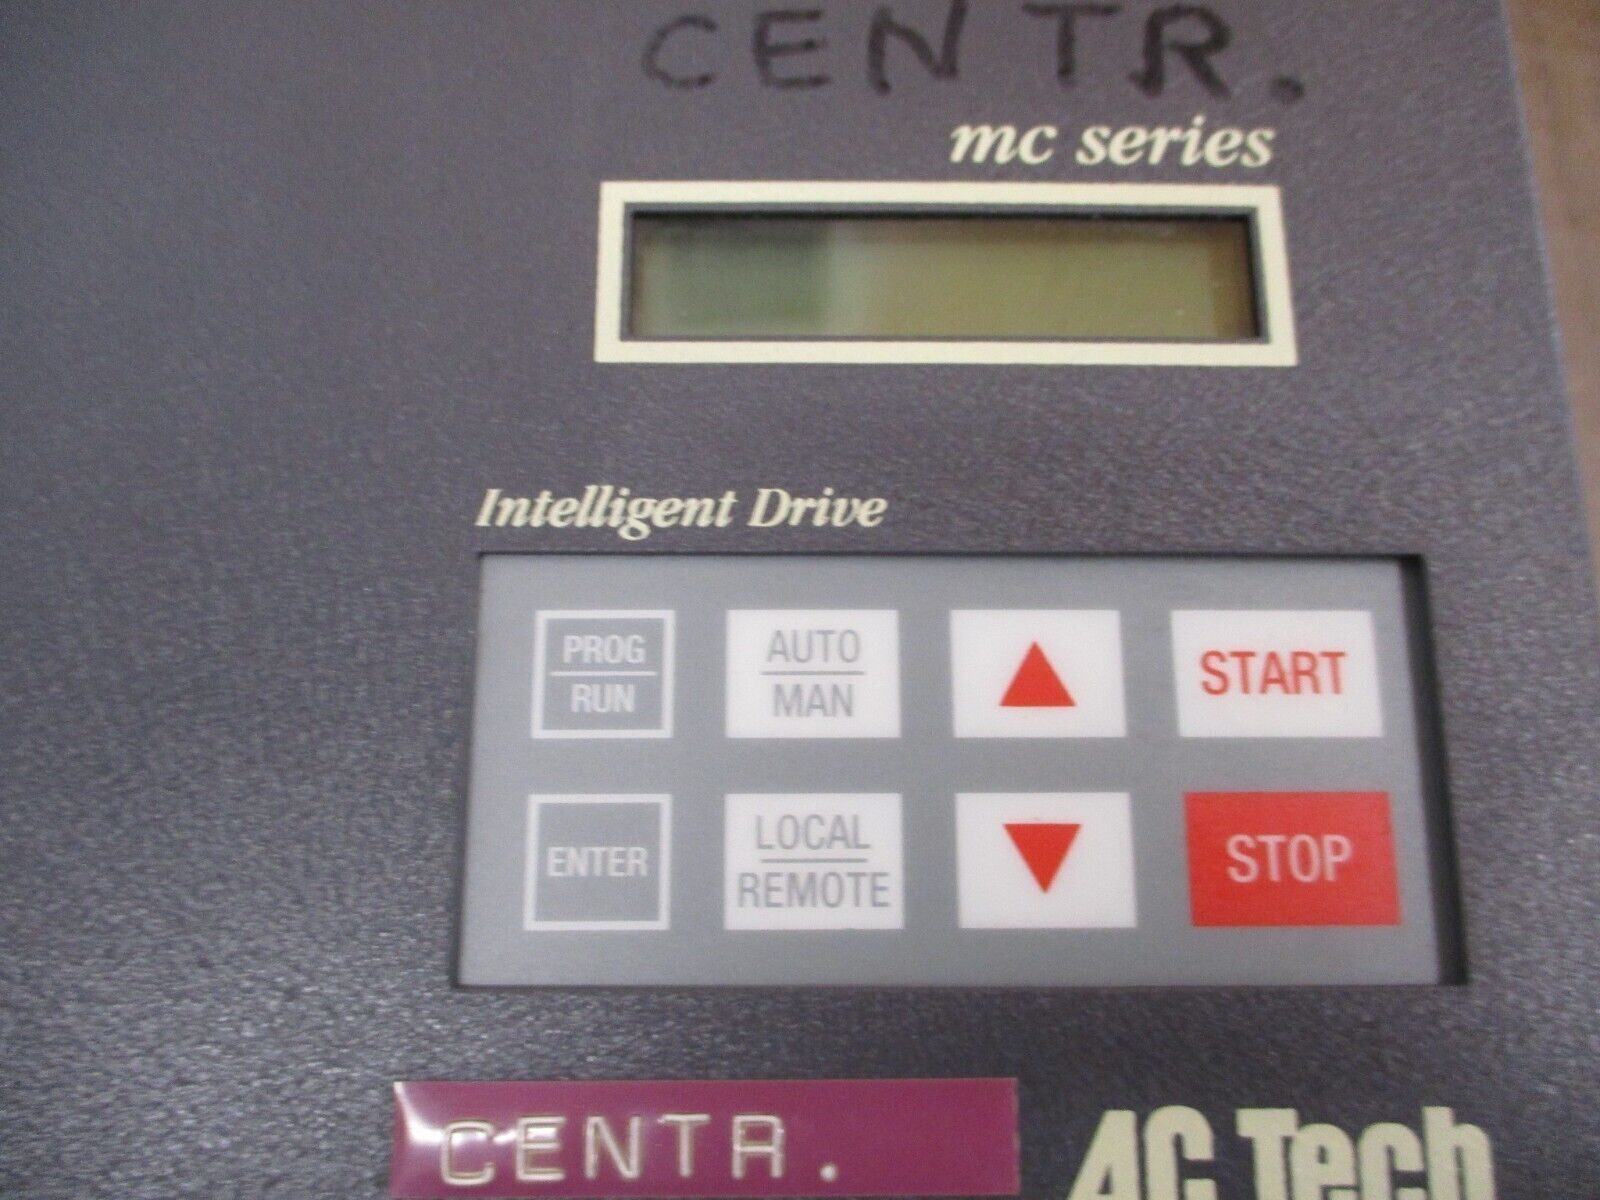 CENTR.
mc series
Intelligent Drive
PROG
RUN
AUTO
MAN
START
ENTER
LOCAL
REMOTE
STOP
CENTR.
AC Tech